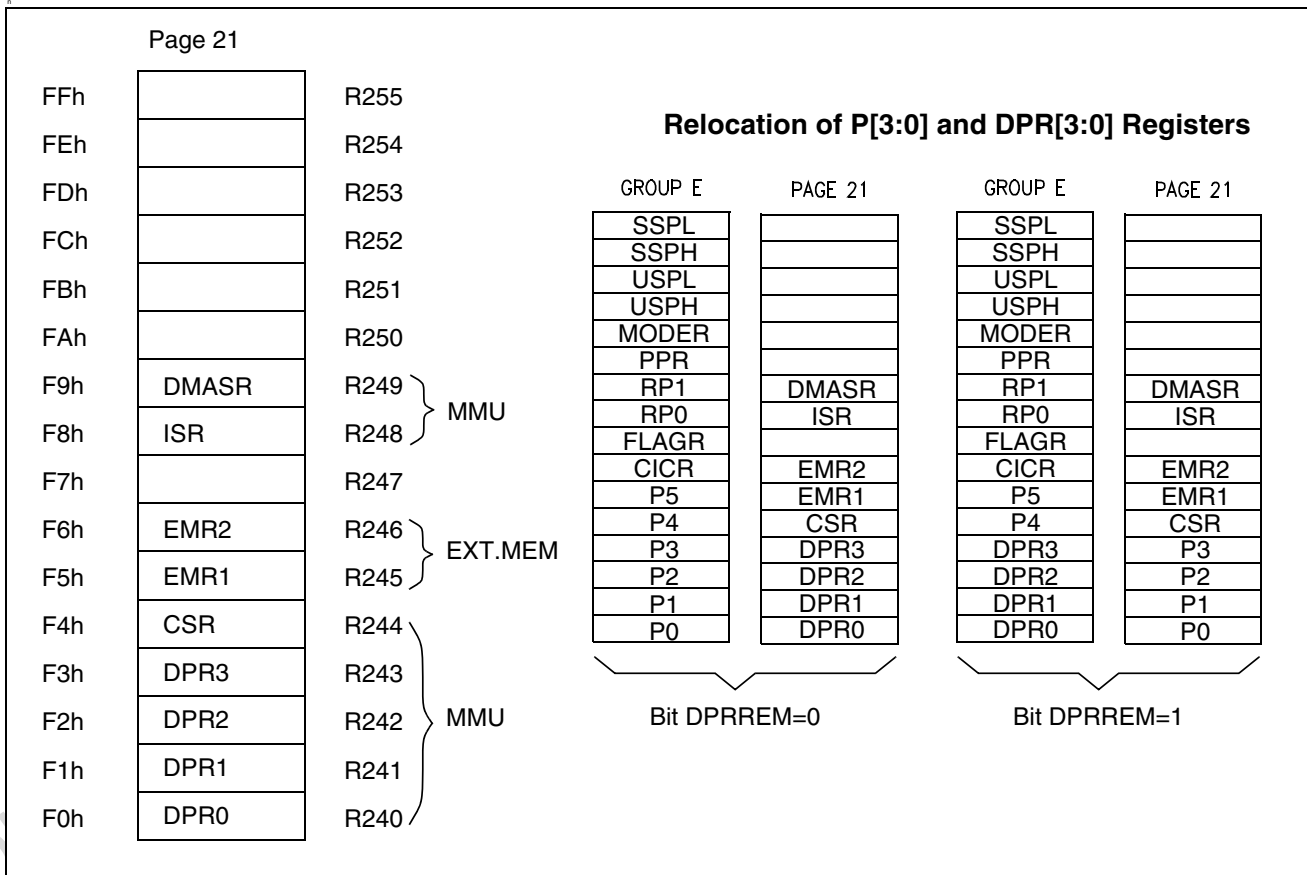 Page 21
FFh R255
FEh R254
FDh R253
FCh R252
FBh R251
FAh R250
F9h DMASR R249
F8h ISR R248
MMU
F7h R247
F6h EMR2 R246
F5h EMR1 R245
EXT.MEM
F4h CSR R244
F3h DPR3 R243
F2h DPR2 R242
F1h DPR1 R241
F0h DPR0 R240
MMU
Relocation of P[3:0] and DPR[3:0] Registers
GROUP E PAGE 21 GROUP E PAGE 21
SSPL SSPL
SSPH SSPH
USPL USPL
USPH USPH
MODER MODER
PPR PPR
RP1 DMASR RP1 DMASR
RP0 ISR RP0 ISR
FLAGR FLAGR
CICR EMR2 CICR EMR2
P5 EMR1 P5 EMR1
P4 CSR P4 CSR
P3 DPR3 DPR3 P3
P2 DPR2 DPR2 P2
P1 DPR1 DPR1 P1
P0 DPR0 DPR0 P0
Bit DPRREM=0 Bit DPRREM=1